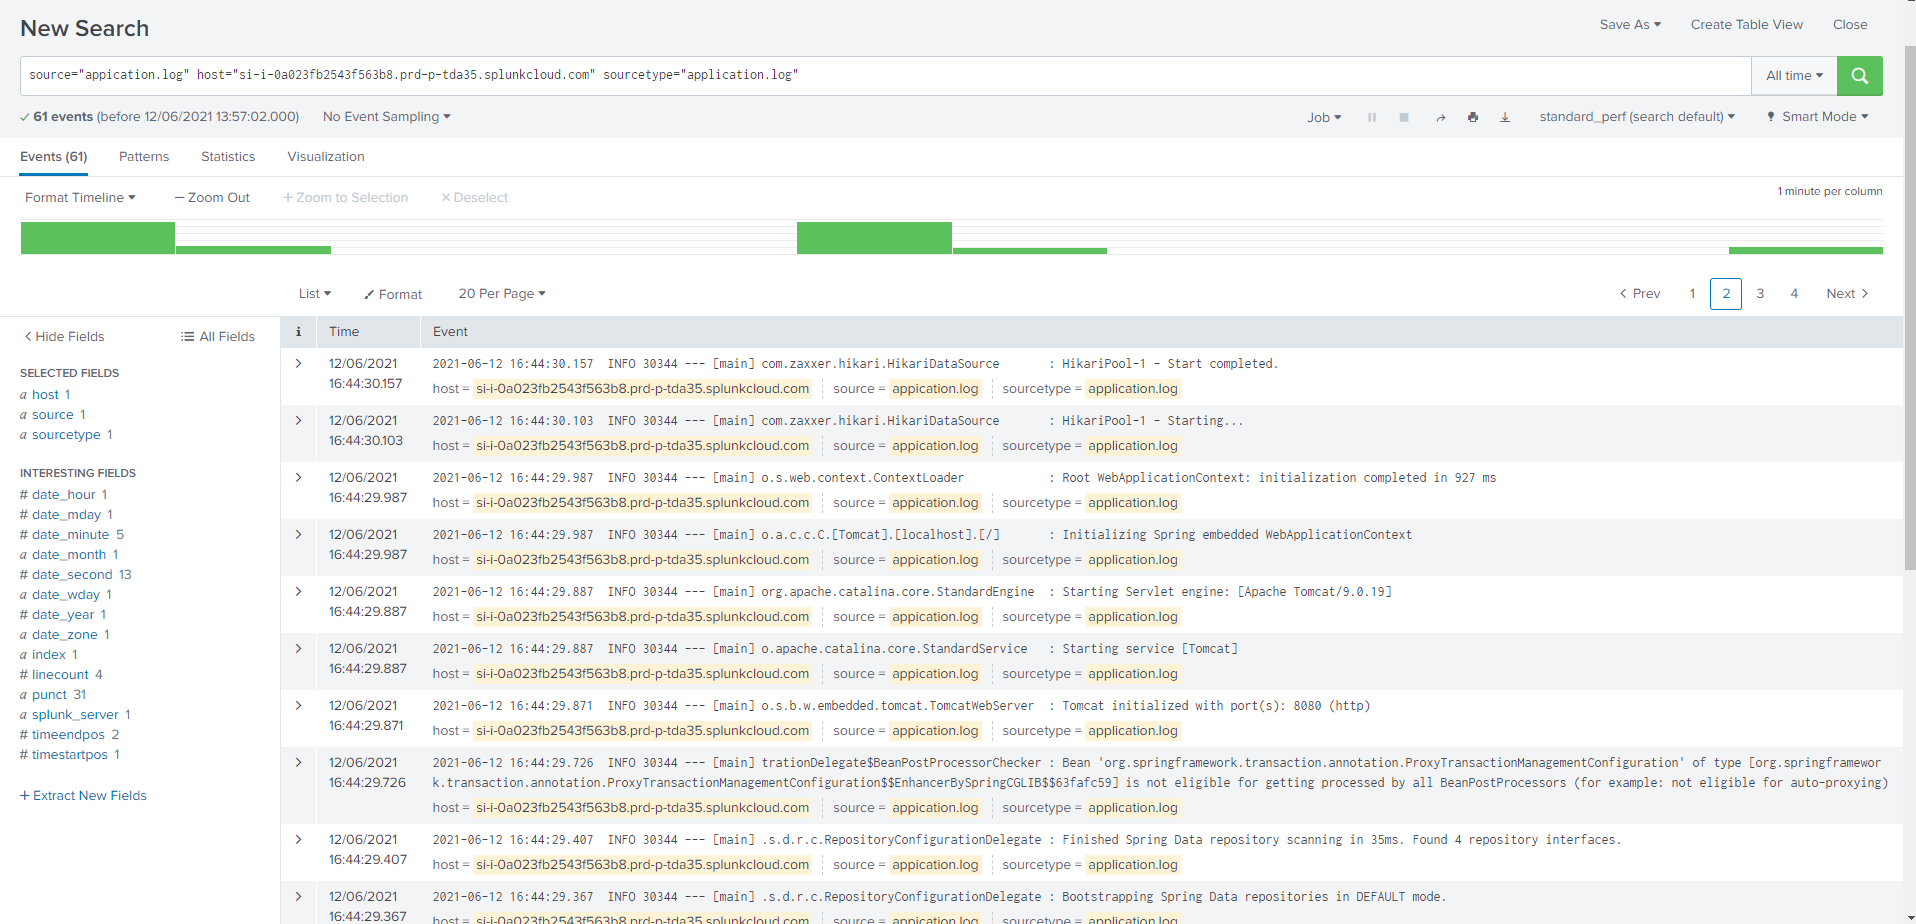 New Search
Save As
Create Table View
Close
source="appication.log" host="si-i-0a023fb2543f563b8.prd-p-tda35.splunkcloud.com" sourcetype="application.log"
All time
✓ 61 events (before 12/06/2021 13:57:02.000)
No Event Sampling
Job
standard_perf (search default)
Smart Mode
Events (61)
Patterns
Statistics
Visualization
Format Timeline
— Zoom Out
+ Zoom to Selection
× Deselect
1 minute per column
List
Format
20 Per Page
< Prev 1 2 3 4 Next >
< Hide Fields
All Fields
SELECTED FIELDS
a host 1
a source 1
a sourcetype 1
INTERESTING FIELDS
# date_hour 1
# date_mday 1
# date_minute 5
a date_month 1
# date_second 13
a date_wday 1
# date_year 1
a date_zone 1
a index 1
# linecount 4
a punct 31
a splunk_server 1
# timeendpos 2
# timestartpos 1
+ Extract New Fields
i Time Event
12/06/2021
16:44:30.157
2021-06-12 16:44:30.157  INFO 30344 --- [main] com.zaxxer.hikari.HikariDataSource       : HikariPool-1 - Start completed.
host = si-i-0a023fb2543f563b8.prd-p-tda35.splunkcloud.com source = appication.log sourcetype = application.log
12/06/2021
16:44:30.103
2021-06-12 16:44:30.103  INFO 30344 --- [main] com.zaxxer.hikari.HikariDataSource       : HikariPool-1 - Starting...
host = si-i-0a023fb2543f563b8.prd-p-tda35.splunkcloud.com source = appication.log sourcetype = application.log
12/06/2021
16:44:29.987
2021-06-12 16:44:29.987  INFO 30344 --- [main] o.s.web.context.ContextLoader            : Root WebApplicationContext: initialization completed in 927 ms
host = si-i-0a023fb2543f563b8.prd-p-tda35.splunkcloud.com source = appication.log sourcetype = application.log
12/06/2021
16:44:29.987
2021-06-12 16:44:29.987  INFO 30344 --- [main] o.a.c.c.C.[Tomcat].[localhost].[/]       : Initializing Spring embedded WebApplicationContext
host = si-i-0a023fb2543f563b8.prd-p-tda35.splunkcloud.com source = appication.log sourcetype = application.log
12/06/2021
16:44:29.887
2021-06-12 16:44:29.887  INFO 30344 --- [main] org.apache.catalina.core.StandardEngine  : Starting Servlet engine: [Apache Tomcat/9.0.19]
host = si-i-0a023fb2543f563b8.prd-p-tda35.splunkcloud.com source = appication.log sourcetype = application.log
12/06/2021
16:44:29.887
2021-06-12 16:44:29.887  INFO 30344 --- [main] o.apache.catalina.core.StandardService   : Starting service [Tomcat]
host = si-i-0a023fb2543f563b8.prd-p-tda35.splunkcloud.com source = appication.log sourcetype = application.log
12/06/2021
16:44:29.871
2021-06-12 16:44:29.871  INFO 30344 --- [main] o.s.b.w.embedded.tomcat.TomcatWebServer  : Tomcat initialized with port(s): 8080 (http)
host = si-i-0a023fb2543f563b8.prd-p-tda35.splunkcloud.com source = appication.log sourcetype = application.log
12/06/2021
16:44:29.726
2021-06-12 16:44:29.726  INFO 30344 --- [main] trationDelegate$BeanPostProcessorChecker : Bean 'org.springframework.transaction.annotation.ProxyTransactionManagementConfiguration' of type [org.springframewor
k.transaction.annotation.ProxyTransactionManagementConfiguration$$EnhancerBySpringCGLIB$$63fafc59] is not eligible for getting processed by all BeanPostProcessors (for example: not eligible for auto-proxying)
host = si-i-0a023fb2543f563b8.prd-p-tda35.splunkcloud.com source = appication.log sourcetype = application.log
12/06/2021
16:44:29.407
2021-06-12 16:44:29.407  INFO 30344 --- [main] .s.d.r.c.RepositoryConfigurationDelegate : Finished Spring Data repository scanning in 35ms. Found 4 repository interfaces.
host = si-i-0a023fb2543f563b8.prd-p-tda35.splunkcloud.com source = appication.log sourcetype = application.log
12/06/2021
16:44:29.367
2021-06-12 16:44:29.367  INFO 30344 --- [main] .s.d.r.c.RepositoryConfigurationDelegate : Bootstrapping Spring Data repositories in DEFAULT mode.
host = si-i-0a023fb2543f563b8.prd-p-tda35.splunkcloud.com source = appication.log sourcetype = application.log